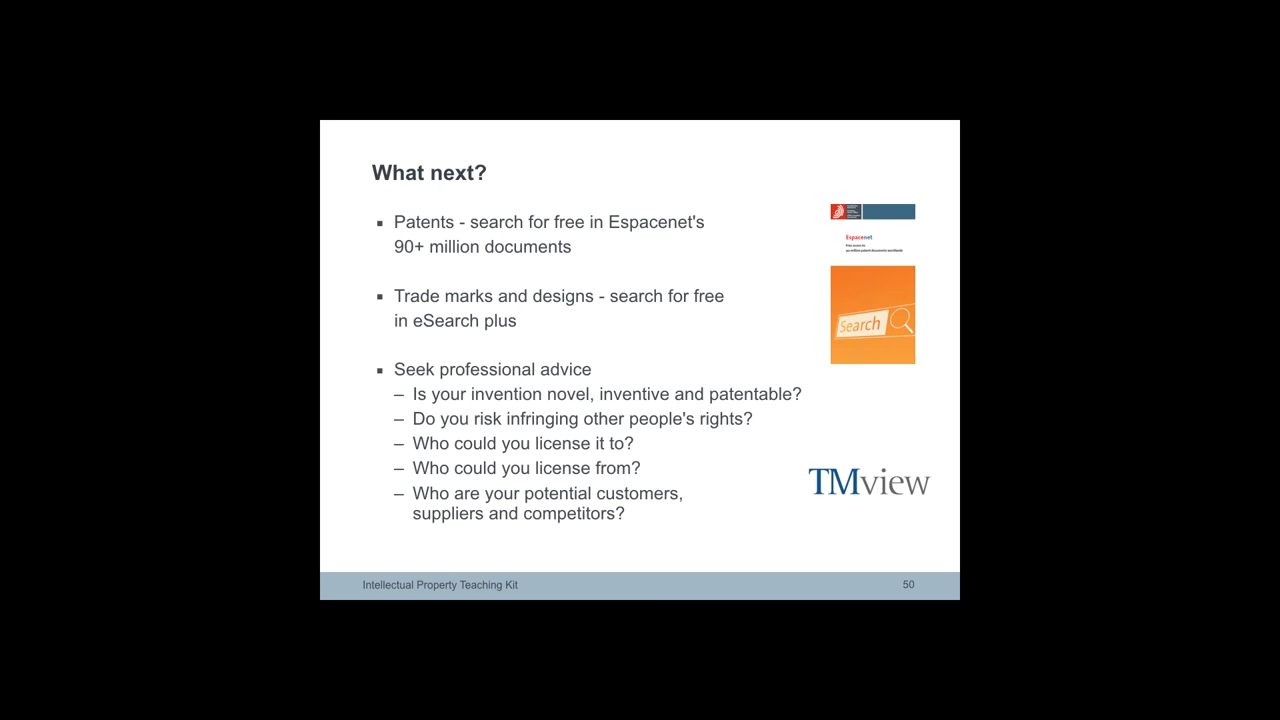 What next?
▪ Patents - search for free in Espacenet's
90+ million documents
▪ Trade marks and designs - search for free
in eSearch plus
▪ Seek professional advice
– Is your invention novel, inventive and patentable?
– Do you risk infringing other people's rights?
– Who could you license it to?
– Who could you license from?
– Who are your potential customers,
suppliers and competitors?
Espacenet
Search
TMview
Intellectual Property Teaching Kit
50